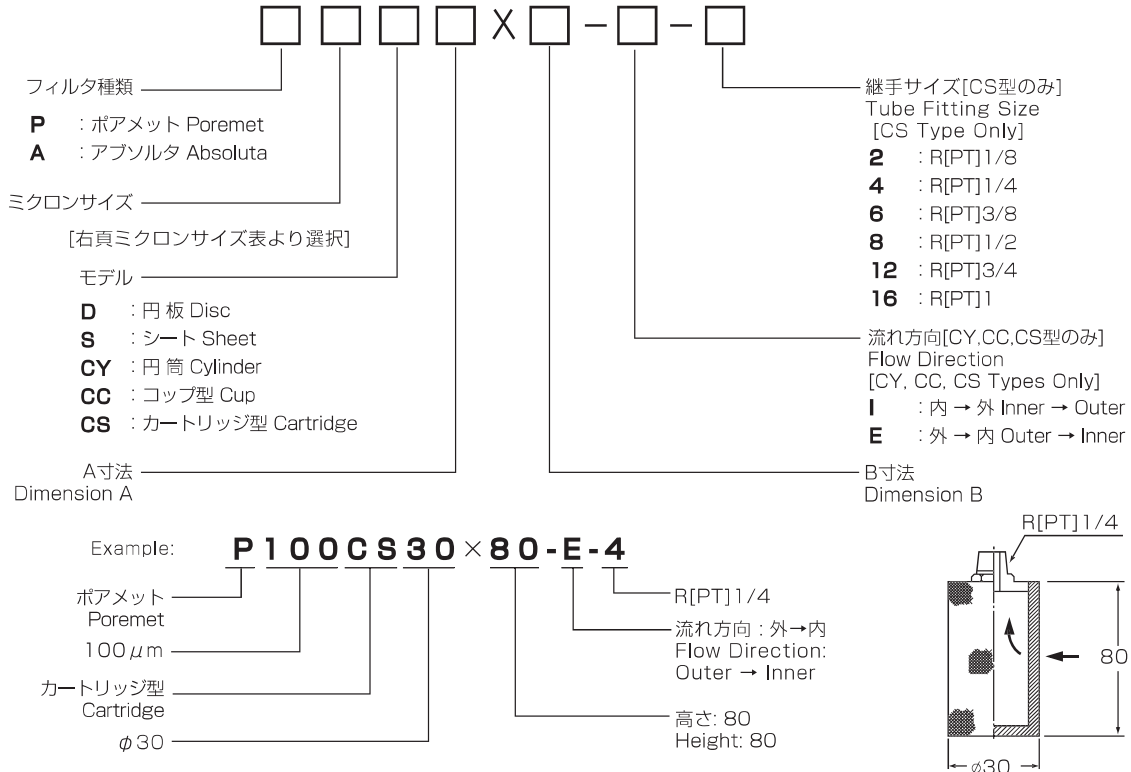 □ □ □ □ × □ - □ - □
フィルタ種類
P : ポアメット Poremet
A : アブソルタ Absoluta
ミクロンサイズ
[右頁ミクロンサイズ表より選択]
モデル
D : 円 板 Disc
S : シート Sheet
CY : 円 筒 Cylinder
CC : コップ型 Cup
CS : カートリッジ型 Cartridge
A寸法
Dimension A
継手サイズ[CS型のみ]
Tube Fitting Size
[CS Type Only]
2 : R[PT]1/8
4 : R[PT]1/4
6 : R[PT]3/8
8 : R[PT]1/2
12 : R[PT]3/4
16 : R[PT]1
流れ方向[CY,CC,CS型のみ]
Flow Direction
[CY, CC, CS Types Only]
I : 内 → 外 Inner → Outer
E : 外 → 内 Outer → Inner
B寸法
Dimension B
Example: P100CS30×80-E-4
ポアメット
Poremet
100μm
カートリッジ型
Cartridge
φ30
R[PT]1/4
流れ方向 : 外→内
Flow Direction:
Outer → Inner
高さ: 80
Height: 80
R[PT]1/4
80
φ30